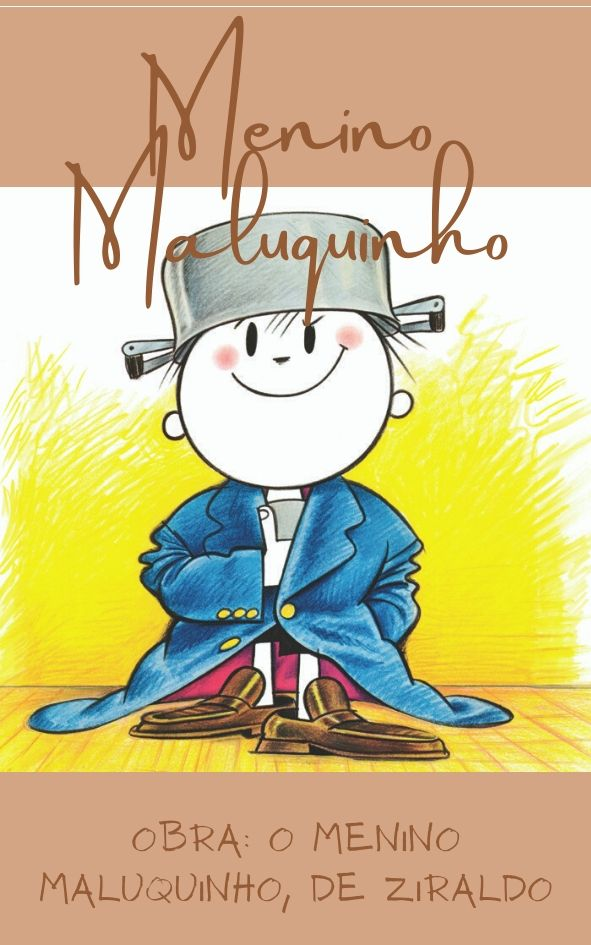 Menino
Maluquinho
OBRA: O MENINO
MALUQUINHO, DE ZIRALDO